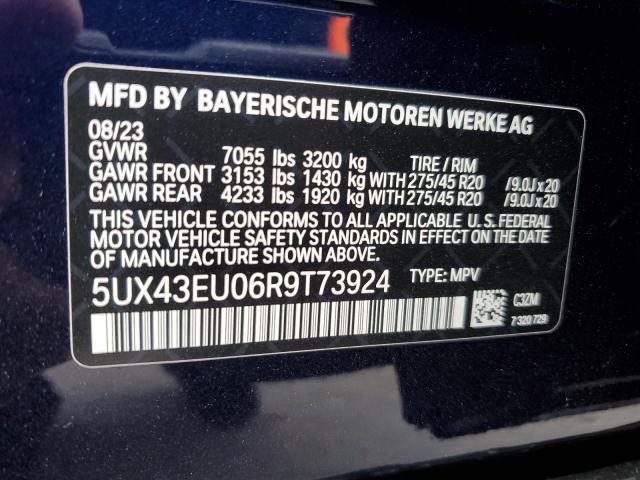 MFD BY BAYERISCHE MOTOREN WERKE AG
08/23
GVWR 7055 lbs 3200 kg TIRE / RIM
GAWR FRONT 3153 lbs 1430 kg WITH 275/45 R20 /9.0J x 20
GAWR REAR 4233 lbs 1920 kg WITH 275/45 R20 /9.0J x 20
THIS VEHICLE CONFORMS TO ALL APPLICABLE U.S. FEDERAL
MOTOR VEHICLE SAFETY STANDARDS IN EFFECT ON THE DATE
OF MANUFACTURE SHOWN ABOVE.
5UX43EU06R9T73924 TYPE: MPV
C3ZM
7 320 729